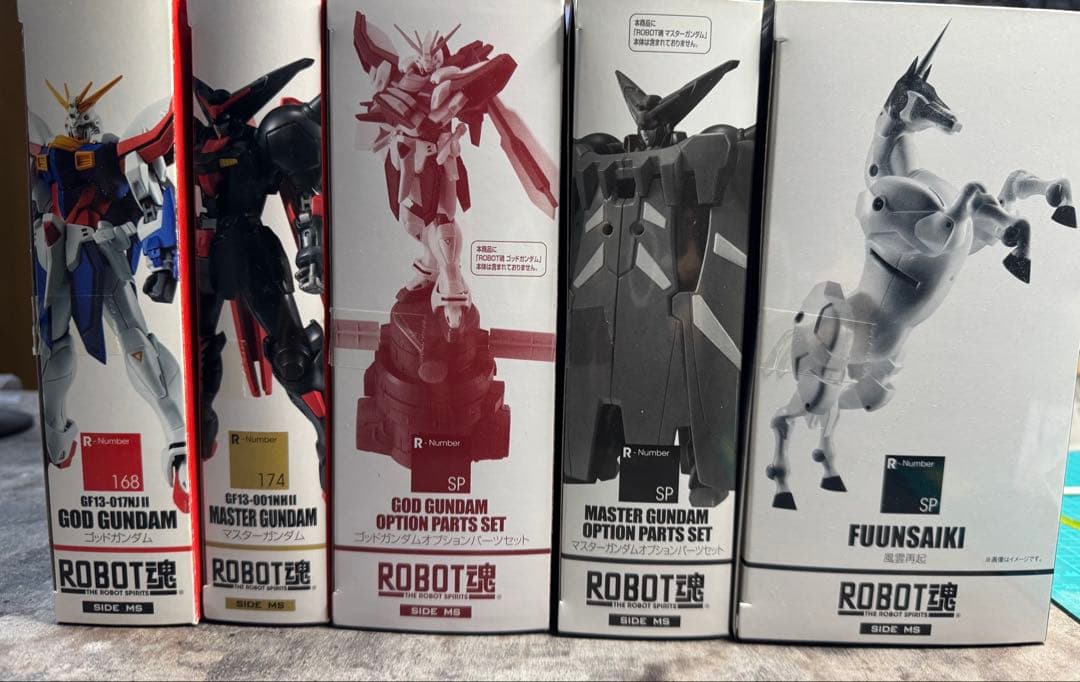 R-Number
168
GF13-017NJII
GOD GUNDAM
ゴッドガンダム
ROBOT魂
THE ROBOT SPIRITS
SIDE MS
R-Number
174
GF13-001NHII
MASTER GUNDAM
マスターガンダム
ROBOT魂
THE ROBOT SPIRITS
SIDE MS
本商品に
「ROBOT魂 ゴッドガンダム」
本体は含まれておりません。
R-Number
SP
GOD GUNDAM
OPTION PARTS SET
ゴッドガンダムオプションパーツセット
ROBOT魂
THE ROBOT SPIRITS
SIDE MS
本商品に
「ROBOT魂 マスターガンダム」
本体は含まれておりません。
R-Number
SP
MASTER GUNDAM
OPTION PARTS SET
マスターガンダムオプションパーツセット
ROBOT魂
THE ROBOT SPIRITS
SIDE MS
R-Number
SP
FUUNSAIKI
風雲再起
※画像はイメージです。
ROBOT魂
THE ROBOT SPIRITS
SIDE MS